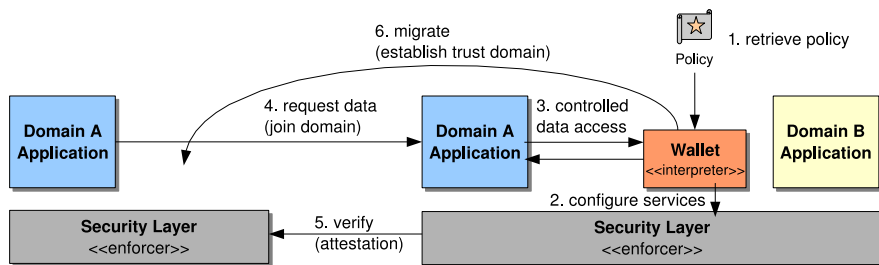 6. migrate
(establish trust domain)
1. retrieve policy
Policy
4. request data
(join domain)
3. controlled
data access
Domain A
Application
Domain A
Application
Wallet
<<interpreter>>
Domain B
Application
2. configure services
Security Layer
<<enforcer>>
5. verify
(attestation)
Security Layer
<<enforcer>>